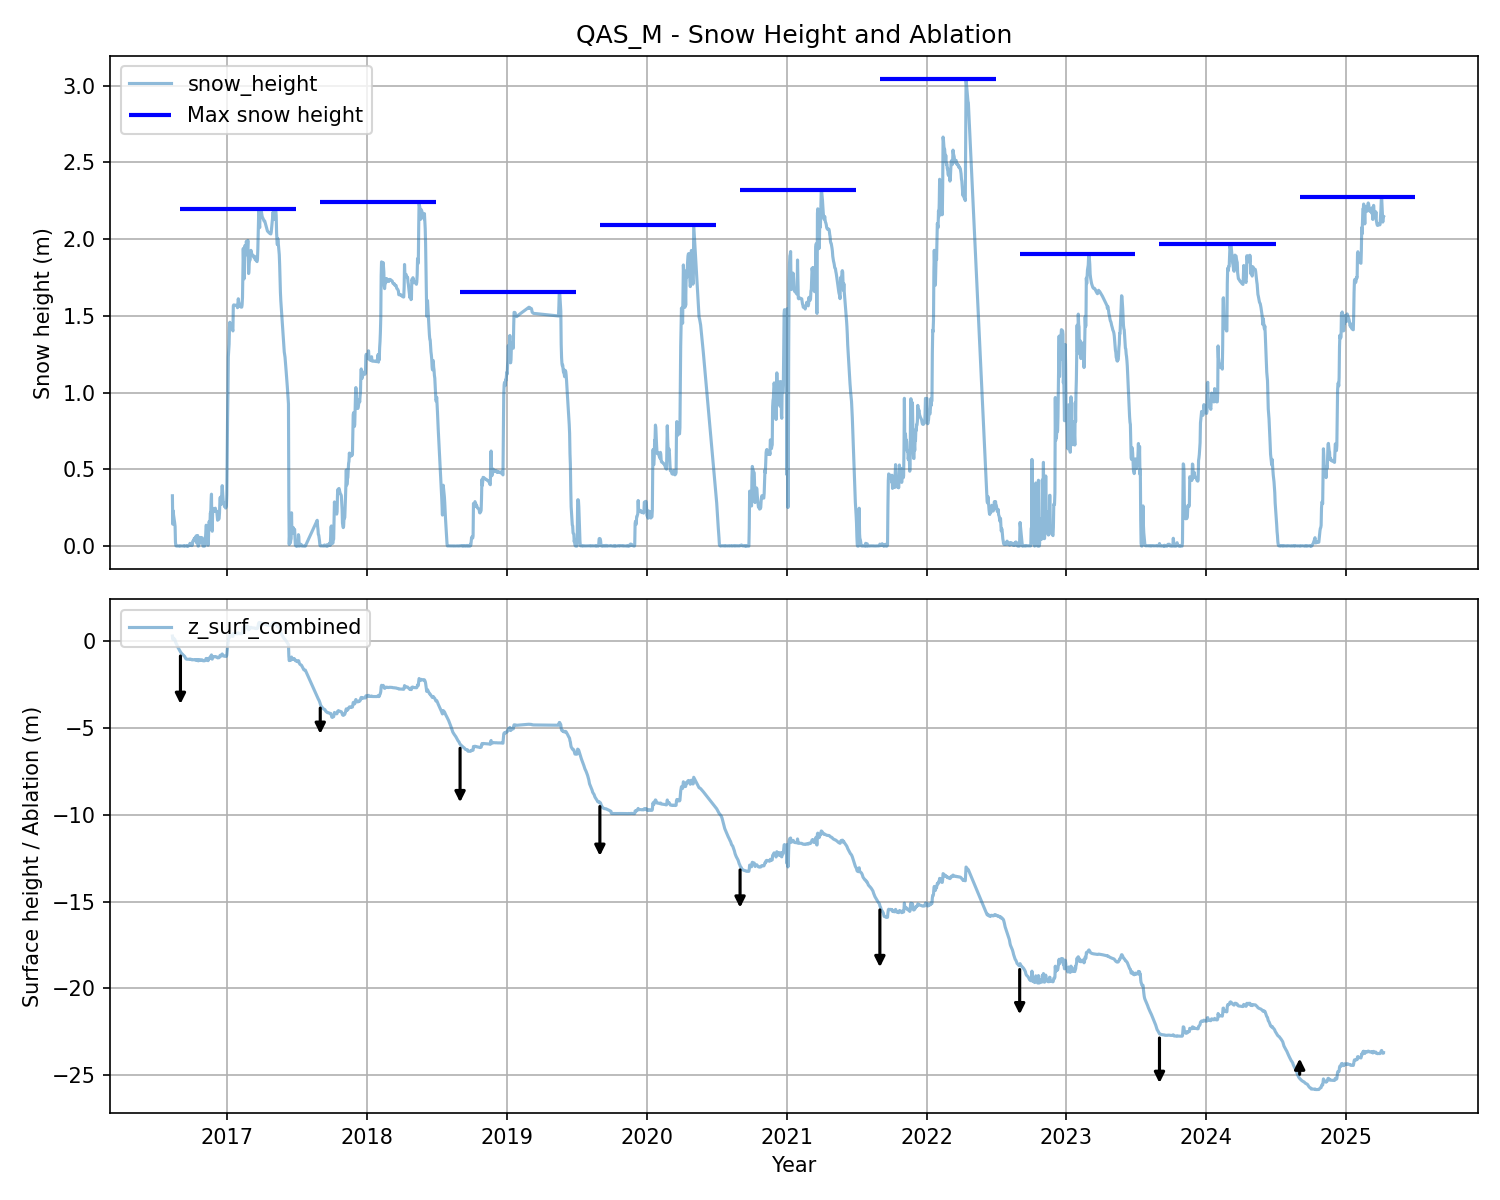 QAS_M - Snow Height and Ablation
snow_height
Max snow height
Snow height (m)
3.0
2.5
2.0
1.5
1.0
0.5
0.0
z_surf_combined
Surface height / Ablation (m)
0
−5
−10
−15
−20
−25
2017 2018 2019 2020 2021 2022 2023 2024 2025
Year